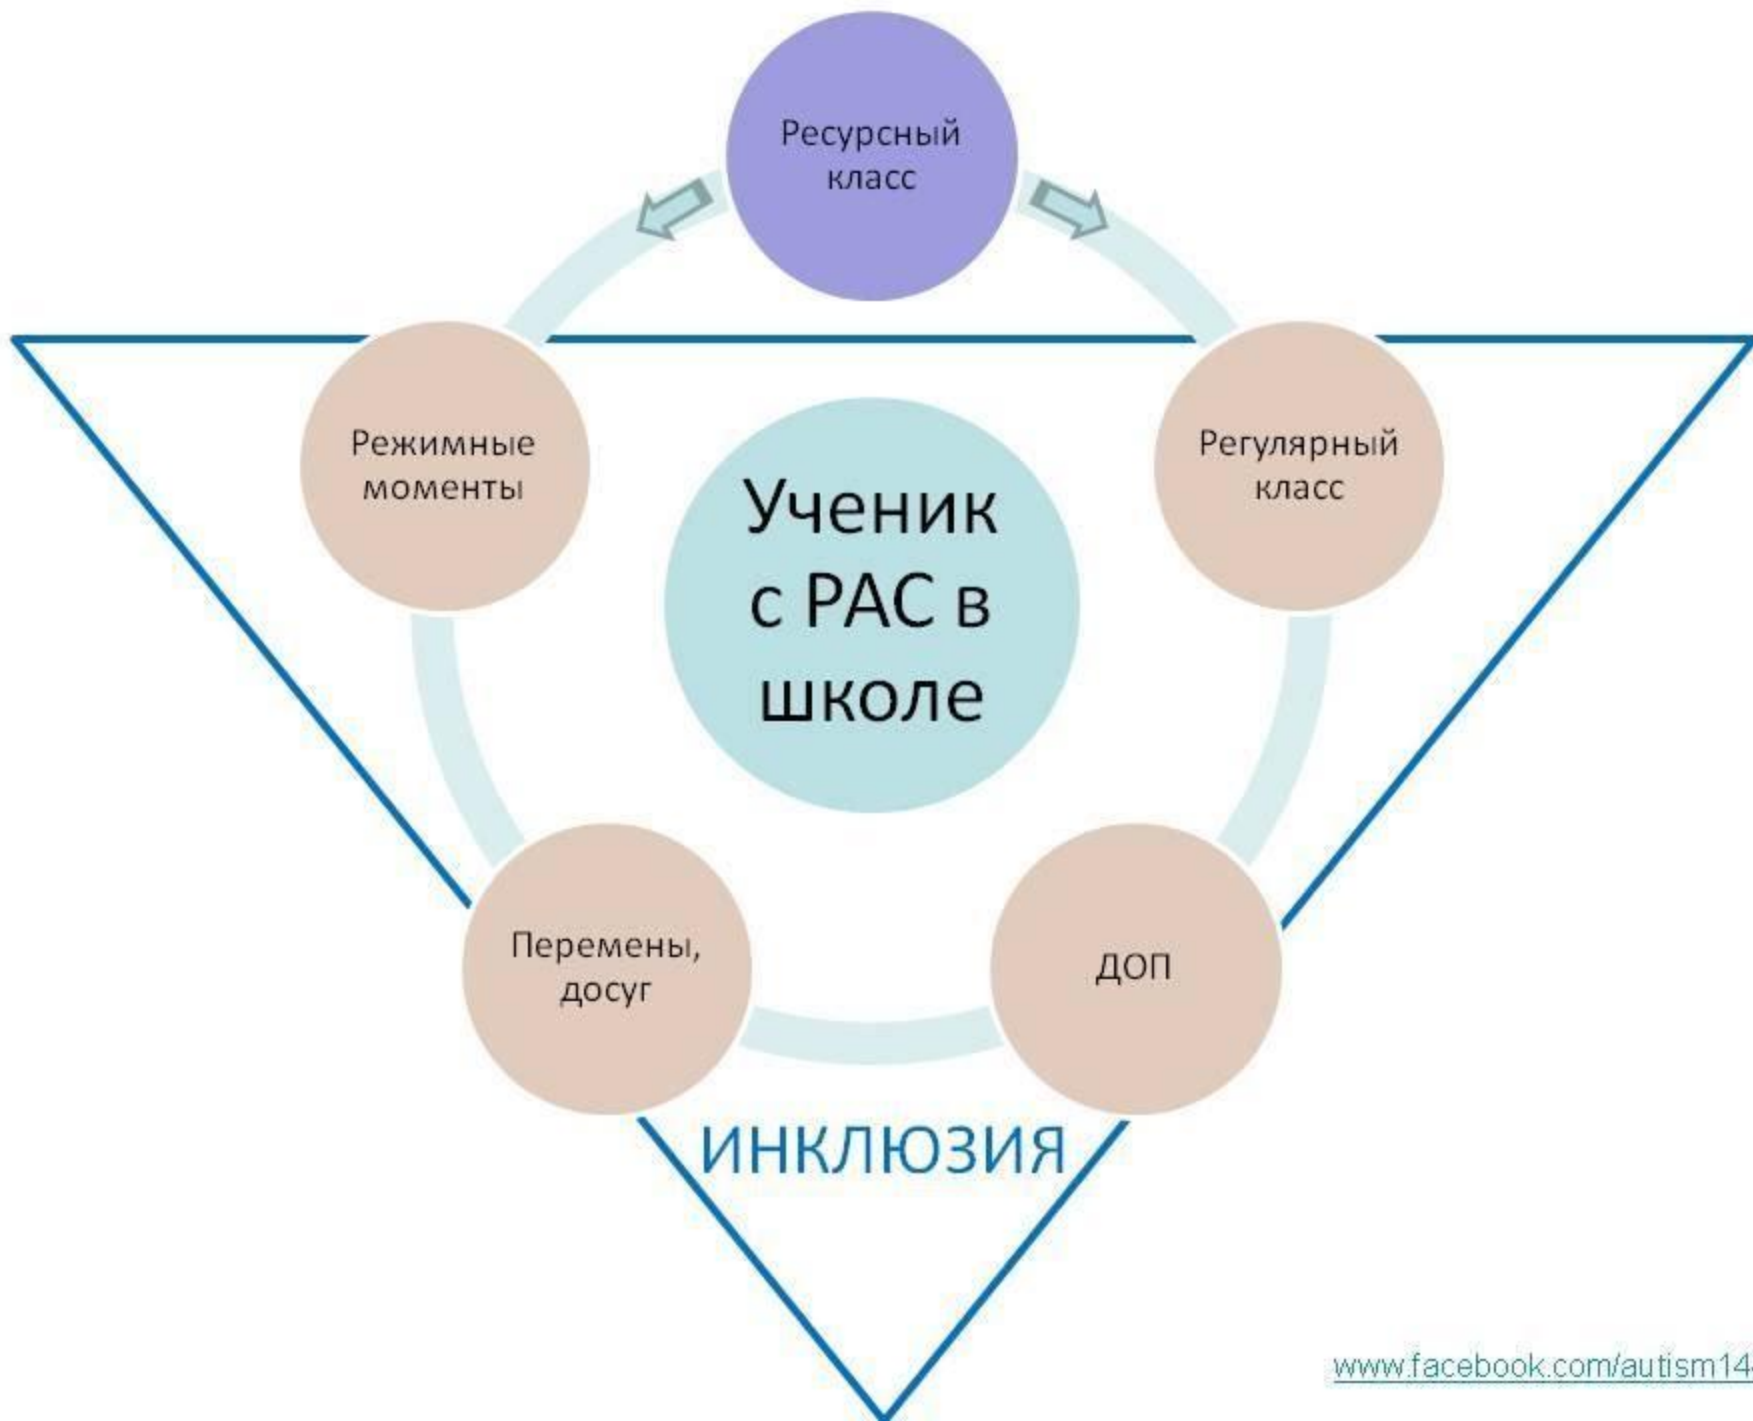 Ресурсный
класс
Режимные
моменты
Регулярный
класс
Ученик
с РАС в
школе
Перемены,
досуг
ДОП
ИНКЛЮЗИЯ
www.facebook.com/autism14